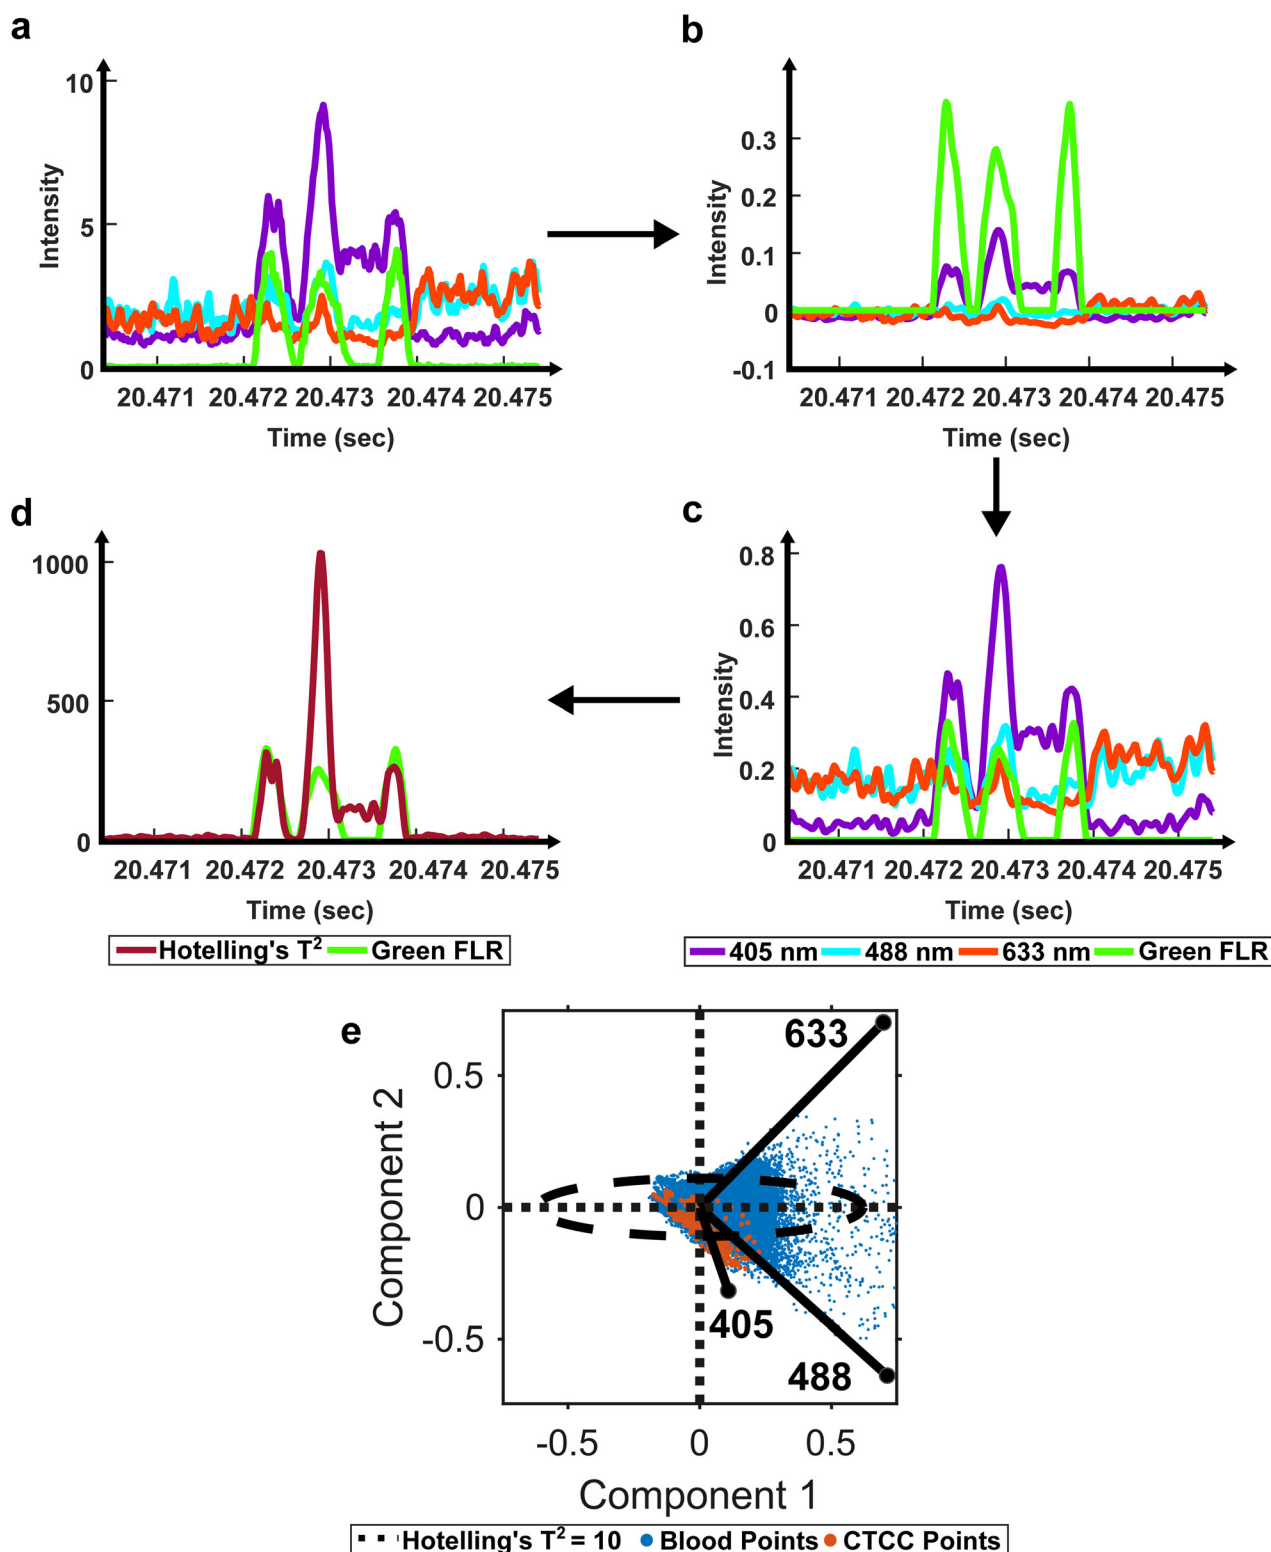 a
10
5
0
Intensity
20.471 20.472 20.473 20.474 20.475
Time (sec)
b
0.3
0.2
0.1
0
-0.1
Intensity
20.471 20.472 20.473 20.474 20.475
Time (sec)
d
1000
500
0
20.471 20.472 20.473 20.474 20.475
Time (sec)
Hotelling's T² Green FLR
c
0.8
0.6
0.4
0.2
0
Intensity
20.471 20.472 20.473 20.474 20.475
Time (sec)
405 nm 488 nm 633 nm Green FLR
e
0.5
0
-0.5
Component 2
633
405
488
-0.5 0 0.5
Component 1
Hotelling's T² = 10 Blood Points CTCC Points